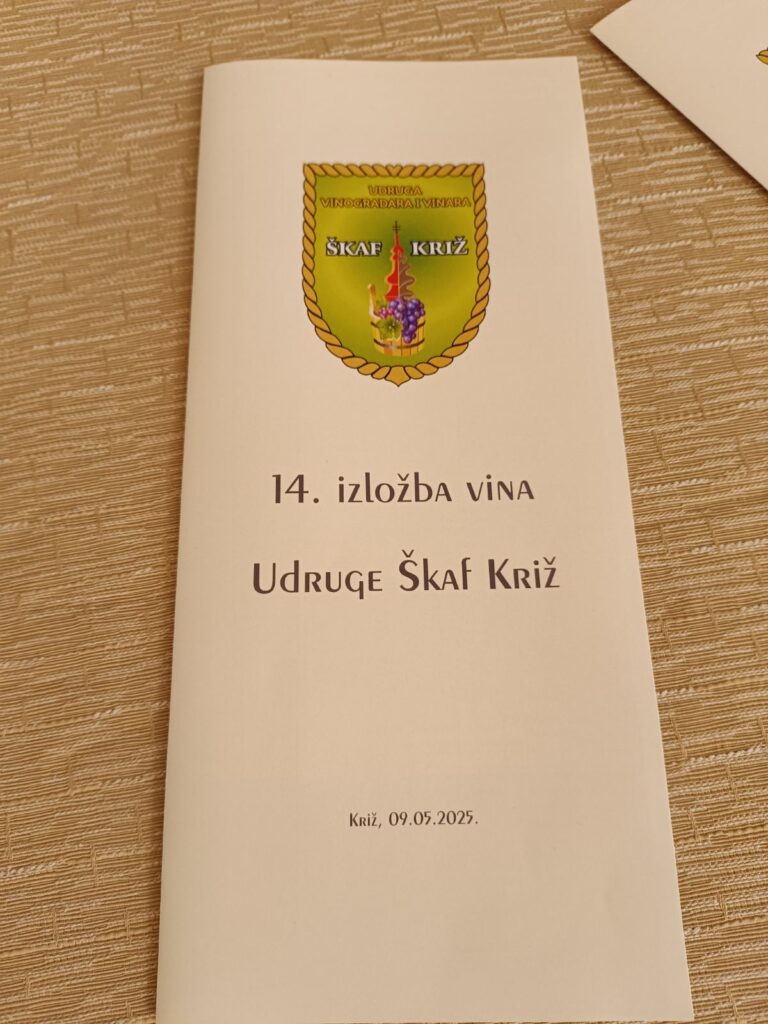 UDRUGA
VINOGRADARA I VINARA
ŠKAF KRIŽ
14. izložba vina
Udruge Škaf Križ
Križ, 09.05.2025.